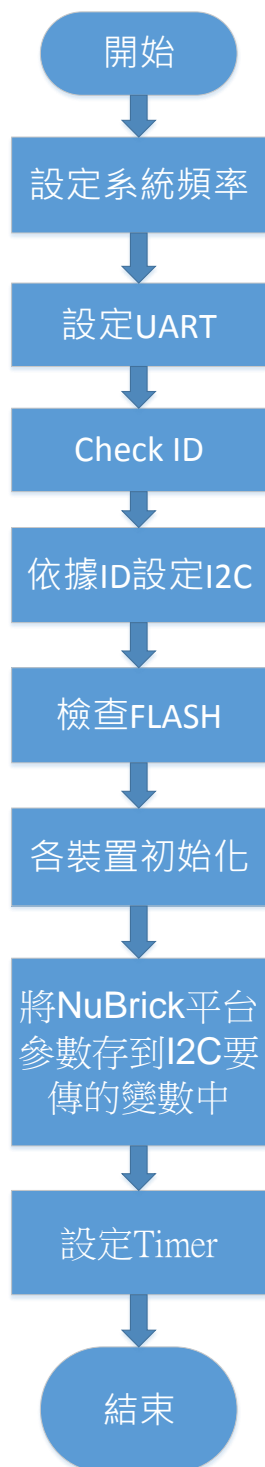 開始
設定系統頻率
設定UART
Check ID
依據ID設定I2C
檢查FLASH
各裝置初始化
將NuBrick平台
參數存到I2C要
傳的變數中
設定Timer
結束